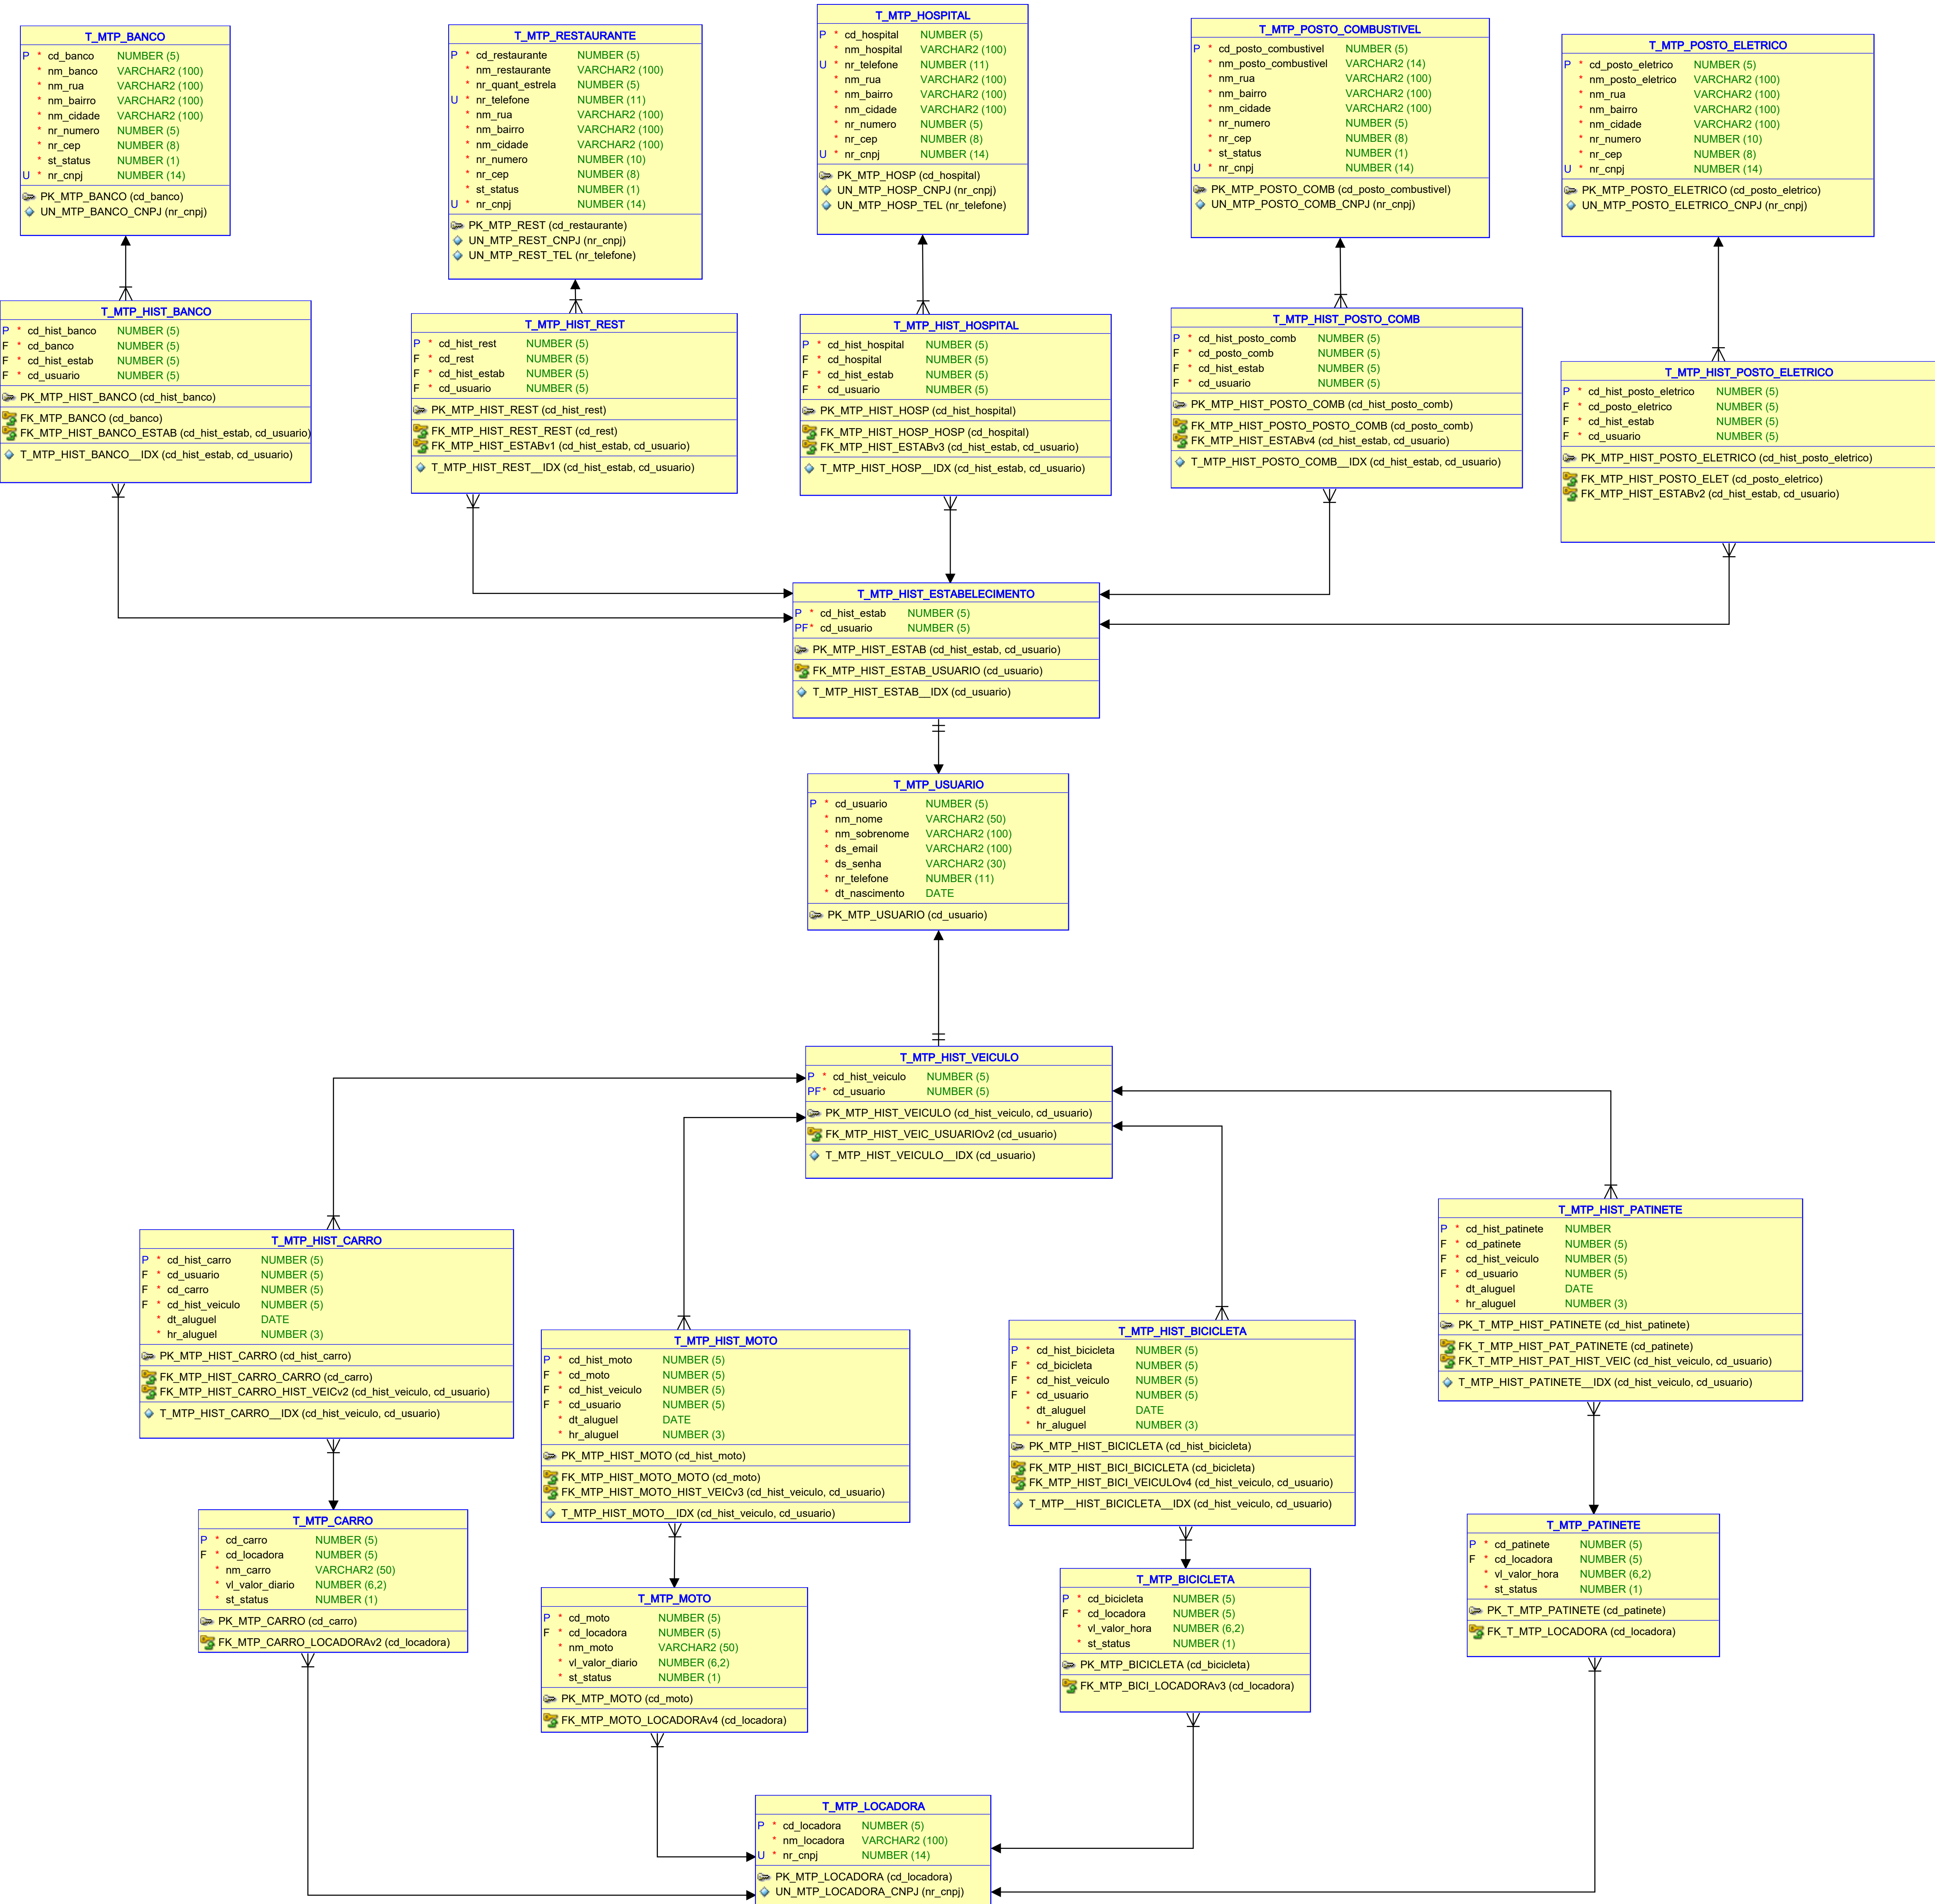 T_MTP_BANCO
P * cd_banco NUMBER (5)
* nm_banco VARCHAR2 (100)
* nm_rua VARCHAR2 (100)
* nm_bairro VARCHAR2 (100)
* nm_cidade VARCHAR2 (100)
* nr_numero NUMBER (5)
* nr_cep NUMBER (8)
* st_status NUMBER (1)
U * nr_cnpj NUMBER (14)
PK_MTP_BANCO (cd_banco)
UN_MTP_BANCO_CNPJ (nr_cnpj)
T_MTP_RESTAURANTE
P * cd_restaurante NUMBER (5)
* nm_restaurante VARCHAR2 (100)
* nr_quant_estrela NUMBER (5)
U * nr_telefone NUMBER (11)
* nm_rua VARCHAR2 (100)
* nm_bairro VARCHAR2 (100)
* nm_cidade VARCHAR2 (100)
* nr_numero NUMBER (10)
* nr_cep NUMBER (8)
* st_status NUMBER (1)
U * nr_cnpj NUMBER (14)
PK_MTP_REST (cd_restaurante)
UN_MTP_REST_CNPJ (nr_cnpj)
UN_MTP_REST_TEL (nr_telefone)
T_MTP_HOSPITAL
P * cd_hospital NUMBER (5)
* nm_hospital VARCHAR2 (100)
U * nr_telefone NUMBER (11)
* nm_rua VARCHAR2 (100)
* nm_bairro VARCHAR2 (100)
* nm_cidade VARCHAR2 (100)
* nr_numero NUMBER (5)
* nr_cep NUMBER (8)
U * nr_cnpj NUMBER (14)
PK_MTP_HOSP (cd_hospital)
UN_MTP_HOSP_CNPJ (nr_cnpj)
UN_MTP_HOSP_TEL (nr_telefone)
T_MTP_POSTO_COMBUSTIVEL
P * cd_posto_combustivel NUMBER (5)
* nm_posto_combustivel VARCHAR2 (14)
* nm_rua VARCHAR2 (100)
* nm_bairro VARCHAR2 (100)
* nm_cidade VARCHAR2 (100)
* nr_numero NUMBER (5)
* nr_cep NUMBER (8)
* st_status NUMBER (1)
U * nr_cnpj NUMBER (14)
PK_MTP_POSTO_COMB (cd_posto_combustivel)
UN_MTP_POSTO_COMB_CNPJ (nr_cnpj)
T_MTP_POSTO_ELETRICO
P * cd_posto_eletrico NUMBER (5)
* nm_posto_eletrico VARCHAR2 (100)
* nm_rua VARCHAR2 (100)
* nm_bairro VARCHAR2 (100)
* nm_cidade VARCHAR2 (100)
* nr_numero NUMBER (10)
* nr_cep NUMBER (8)
U * nr_cnpj NUMBER (14)
PK_MTP_POSTO_ELETRICO (cd_posto_eletrico)
UN_MTP_POSTO_ELETRICO_CNPJ (nr_cnpj)
T_MTP_HIST_BANCO
P * cd_hist_banco NUMBER (5)
F * cd_banco NUMBER (5)
F * cd_hist_estab NUMBER (5)
F * cd_usuario NUMBER (5)
PK_MTP_HIST_BANCO (cd_hist_banco)
FK_MTP_BANCO (cd_banco)
FK_MTP_HIST_BANCO_ESTAB (cd_hist_estab, cd_usuario)
T_MTP_HIST_BANCO__IDX (cd_hist_estab, cd_usuario)
T_MTP_HIST_REST
P * cd_hist_rest NUMBER (5)
F * cd_rest NUMBER (5)
F * cd_hist_estab NUMBER (5)
F * cd_usuario NUMBER (5)
PK_MTP_HIST_REST (cd_hist_rest)
FK_MTP_HIST_REST_REST (cd_rest)
FK_MTP_HIST_ESTABv1 (cd_hist_estab, cd_usuario)
T_MTP_HIST_REST__IDX (cd_hist_estab, cd_usuario)
T_MTP_HIST_HOSPITAL
P * cd_hist_hospital NUMBER (5)
F * cd_hospital NUMBER (5)
F * cd_hist_estab NUMBER (5)
F * cd_usuario NUMBER (5)
PK_MTP_HIST_HOSP (cd_hist_hospital)
FK_MTP_HIST_HOSP_HOSP (cd_hospital)
FK_MTP_HIST_ESTABv3 (cd_hist_estab, cd_usuario)
T_MTP_HIST_HOSP__IDX (cd_hist_estab, cd_usuario)
T_MTP_HIST_POSTO_COMB
P * cd_hist_posto_comb NUMBER (5)
F * cd_posto_comb NUMBER (5)
F * cd_hist_estab NUMBER (5)
F * cd_usuario NUMBER (5)
PK_MTP_HIST_POSTO_COMB (cd_hist_posto_comb)
FK_MTP_HIST_POSTO_POSTO_COMB (cd_posto_comb)
FK_MTP_HIST_ESTABv4 (cd_hist_estab, cd_usuario)
T_MTP_HIST_POSTO_COMB__IDX (cd_hist_estab, cd_usuario)
T_MTP_HIST_POSTO_ELETRICO
P * cd_hist_posto_eletrico NUMBER (5)
F * cd_posto_eletrico NUMBER (5)
F * cd_hist_estab NUMBER (5)
F * cd_usuario NUMBER (5)
PK_MTP_HIST_POSTO_ELETRICO (cd_hist_posto_eletrico)
FK_MTP_HIST_POSTO_ELET (cd_posto_eletrico)
FK_MTP_HIST_ESTABv2 (cd_hist_estab, cd_usuario)
T_MTP_HIST_ESTABELECIMENTO
P * cd_hist_estab NUMBER (5)
PF* cd_usuario NUMBER (5)
PK_MTP_HIST_ESTAB (cd_hist_estab, cd_usuario)
FK_MTP_HIST_ESTAB_USUARIO (cd_usuario)
T_MTP_HIST_ESTAB__IDX (cd_usuario)
T_MTP_USUARIO
P * cd_usuario NUMBER (5)
* nm_nome VARCHAR2 (50)
* nm_sobrenome VARCHAR2 (100)
* ds_email VARCHAR2 (100)
* ds_senha VARCHAR2 (30)
* nr_telefone NUMBER (11)
* dt_nascimento DATE
PK_MTP_USUARIO (cd_usuario)
T_MTP_HIST_VEICULO
P * cd_hist_veiculo NUMBER (5)
PF* cd_usuario NUMBER (5)
PK_MTP_HIST_VEICULO (cd_hist_veiculo, cd_usuario)
FK_MTP_HIST_VEIC_USUARIOv2 (cd_usuario)
T_MTP_HIST_VEICULO__IDX (cd_usuario)
T_MTP_HIST_CARRO
P * cd_hist_carro NUMBER (5)
F * cd_usuario NUMBER (5)
F * cd_carro NUMBER (5)
F * cd_hist_veiculo NUMBER (5)
* dt_aluguel DATE
* hr_aluguel NUMBER (3)
PK_MTP_HIST_CARRO (cd_hist_carro)
FK_MTP_HIST_CARRO_CARRO (cd_carro)
FK_MTP_HIST_CARRO_HIST_VEICv2 (cd_hist_veiculo, cd_usuario)
T_MTP_HIST_CARRO__IDX (cd_hist_veiculo, cd_usuario)
T_MTP_HIST_MOTO
P * cd_hist_moto NUMBER (5)
F * cd_moto NUMBER (5)
F * cd_hist_veiculo NUMBER (5)
F * cd_usuario NUMBER (5)
* dt_aluguel DATE
* hr_aluguel NUMBER (3)
PK_MTP_HIST_MOTO (cd_hist_moto)
FK_MTP_HIST_MOTO_MOTO (cd_moto)
FK_MTP_HIST_MOTO_HIST_VEICv3 (cd_hist_veiculo, cd_usuario)
T_MTP_HIST_MOTO__IDX (cd_hist_veiculo, cd_usuario)
T_MTP_HIST_BICICLETA
P * cd_hist_bicicleta NUMBER (5)
F * cd_bicicleta NUMBER (5)
F * cd_hist_veiculo NUMBER (5)
F * cd_usuario NUMBER (5)
* dt_aluguel DATE
* hr_aluguel NUMBER (3)
PK_MTP_HIST_BICICLETA (cd_hist_bicicleta)
FK_MTP_HIST_BICI_BICICLETA (cd_bicicleta)
FK_MTP_HIST_BICI_VEICULOv4 (cd_hist_veiculo, cd_usuario)
T_MTP__HIST_BICICLETA__IDX (cd_hist_veiculo, cd_usuario)
T_MTP_HIST_PATINETE
P * cd_hist_patinete NUMBER
F * cd_patinete NUMBER (5)
F * cd_hist_veiculo NUMBER (5)
F * cd_usuario NUMBER (5)
* dt_aluguel DATE
* hr_aluguel NUMBER (3)
PK_T_MTP_HIST_PATINETE (cd_hist_patinete)
FK_T_MTP_HIST_PAT_PATINETE (cd_patinete)
FK_T_MTP_HIST_PAT_HIST_VEIC (cd_hist_veiculo, cd_usuario)
T_MTP_HIST_PATINETE__IDX (cd_hist_veiculo, cd_usuario)
T_MTP_CARRO
P * cd_carro NUMBER (5)
F * cd_locadora NUMBER (5)
* nm_carro VARCHAR2 (50)
* vl_valor_diario NUMBER (6,2)
* st_status NUMBER (1)
PK_MTP_CARRO (cd_carro)
FK_MTP_CARRO_LOCADORAv2 (cd_locadora)
T_MTP_MOTO
P * cd_moto NUMBER (5)
F * cd_locadora NUMBER (5)
* nm_moto VARCHAR2 (50)
* vl_valor_diario NUMBER (6,2)
* st_status NUMBER (1)
PK_MTP_MOTO (cd_moto)
FK_MTP_MOTO_LOCADORAv4 (cd_locadora)
T_MTP_BICICLETA
P * cd_bicicleta NUMBER (5)
F * cd_locadora NUMBER (5)
* vl_valor_hora NUMBER (6,2)
* st_status NUMBER (1)
PK_MTP_BICICLETA (cd_bicicleta)
FK_MTP_BICI_LOCADORAv3 (cd_locadora)
T_MTP_PATINETE
P * cd_patinete NUMBER (5)
F * cd_locadora NUMBER (5)
* vl_valor_hora NUMBER (6,2)
* st_status NUMBER (1)
PK_T_MTP_PATINETE (cd_patinete)
FK_T_MTP_LOCADORA (cd_locadora)
T_MTP_LOCADORA
P * cd_locadora NUMBER (5)
* nm_locadora VARCHAR2 (100)
U * nr_cnpj NUMBER (14)
PK_MTP_LOCADORA (cd_locadora)
UN_MTP_LOCADORA_CNPJ (nr_cnpj)